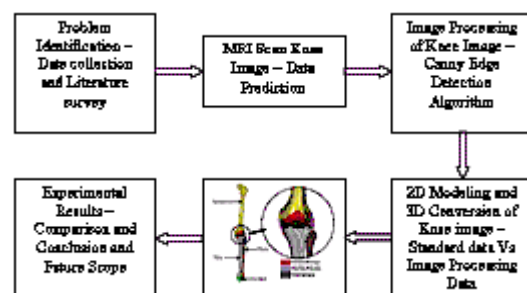 Problem
Identification –
Data collection
and Literature
survey
MRI Scan Knee
Image – Data
Prediction
Image Processing
of Knee Image –
Canny Edge
Detection
Algorithm
2D Modeling and
3D Conversion of
Knee image –
Standard data Vs
Image Processing
Data
Experimental
Results –
Comparison and
Conclusion and
Future Scope